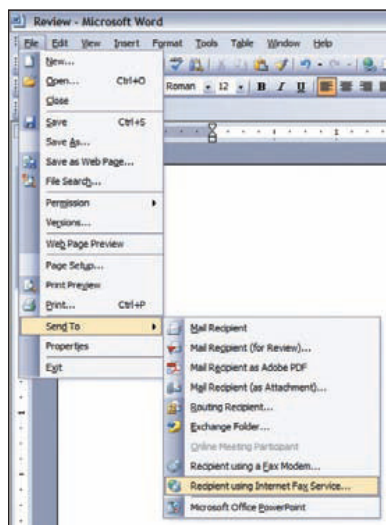 Review - Microsoft Word
File Edit View Insert Format Tools Table Window Help
New...
Open... Ctrl+O
Close
Roman 12 B I U
Save Ctrl+S
Save As...
Save as Web Page...
File Search...
Permission
Versions...
Web Page Preview
Page Setup...
Print Preview
Print... Ctrl+P
Send To
Properties
Exit
Mail Recipient
Mail Recipient (for Review)...
Mail Recipient as Adobe PDF
Mail Recipient (as Attachment)...
Routing Recipient...
Exchange Folder...
Online Meeting Participant
Recipient using a Fax Modem...
Recipient using Internet Fax Service...
Microsoft Office PowerPoint